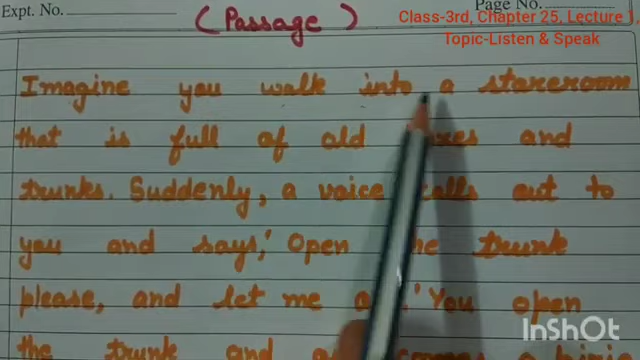 Expt. No.
Page No.
Class-3rd, Chapter 25, Lecture 1,
Topic-Listen & Speak
(Passage)
Imagine you walk into a storeroom
that is full of old and
trunks. Suddenly, a voice calls out to
you and says,' Open the trunk
please, and let me You open
the trunk and
InShOt